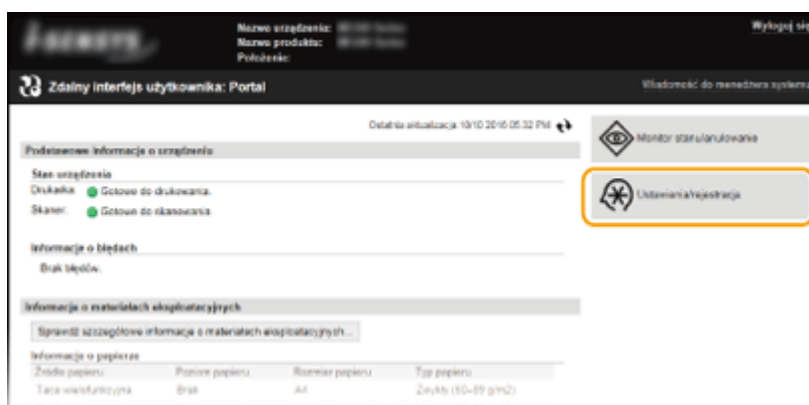 Nazwa urządzenia:
Nazwa produktu:
Położenie:
Wyloguj się
Zdalny interfejs użytkownika: Portal
Wiadomość do menedżera systemu
Ostatnia aktualizacja: 10/10 2016 05:32 PM
Podstawowe informacje o urządzeniu
Stan urządzenia
Drukarka: Gotowe do drukowania.
Skaner: Gotowe do skanowania.
Informacje o błędach
Brak błędów.
Informacje o materiałach eksploatacyjnych
Sprawdź szczegółowe informacje o materiałach eksploatacyjnych...
Informacje o papierze
Źródło papieru Poziom papieru Rozmiar papieru Typ papieru
Taca wielofunkcyjna Brak A4 Zwykły (60-89 g/m2)
Monitor stanu/anulowanie
Ustawienia/rejestracja